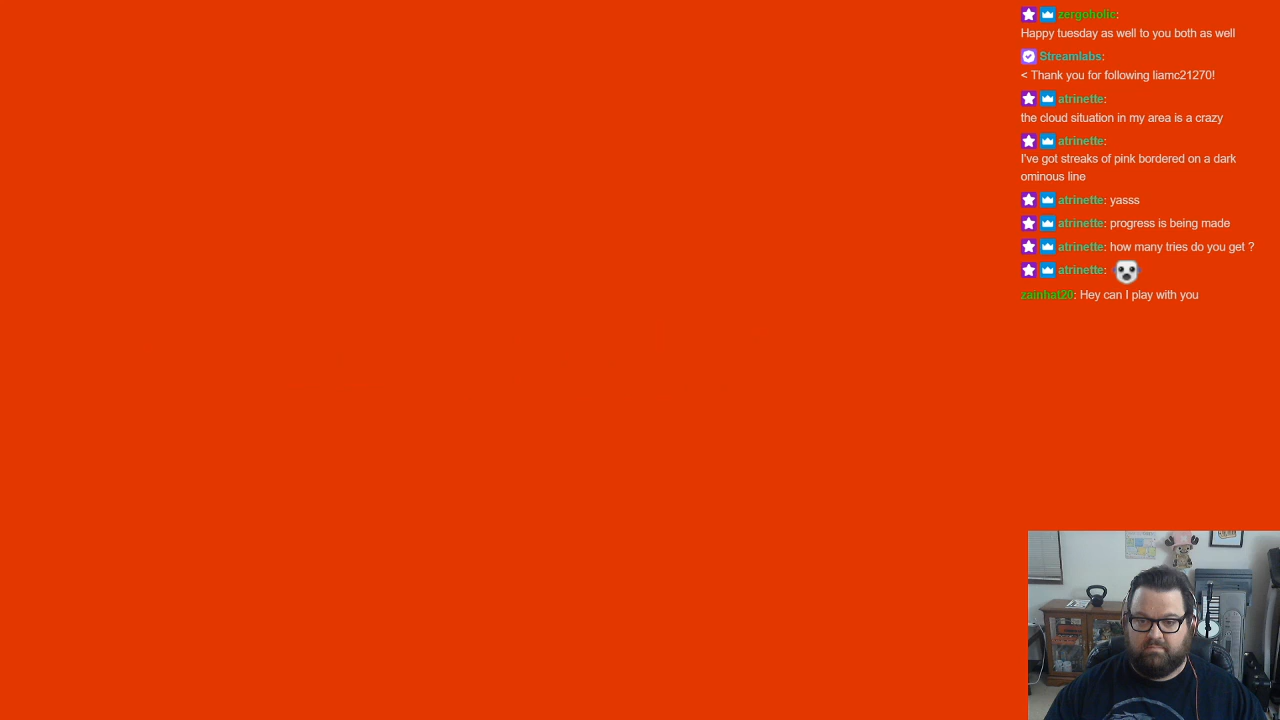 zergoholic:
Happy tuesday as well to you both as well
Streamlabs:
< Thank you for following liamc21270!
atrinette:
the cloud situation in my area is a crazy
atrinette:
I've got streaks of pink bordered on a dark
ominous line
atrinette: yasss
atrinette: progress is being made
atrinette: how many tries do you get ?
atrinette:
zainhat20: Hey can I play with you